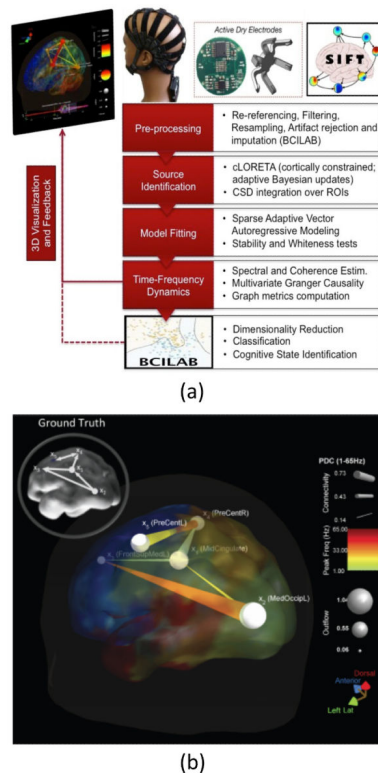 Active Dry Electrodes
SIFT
Pre-processing
• Re-referencing, Filtering,
Resampling, Artifact rejection and
imputation (BCILAB)
Source
Identification
• cLORETA (cortically constrained;
adaptive Bayesian updates)
• CSD integration over ROIs
Model Fitting
• Sparse Adaptive Vector
Autoregressive Modeling
• Stability and Whiteness tests
Time-Frequency
Dynamics
• Spectral and Coherence Estim.
• Multivariate Granger Causality
• Graph metrics computation
3D Visualization
and Feedback
BCILAB
• Dimensionality Reduction
• Classification
• Cognitive State Identification
(a)
Ground Truth
PDC (1-65Hz)
0.73
0.43
0.14
Connectivity
65.00
33.00
1.00
Peak Freq (Hz)
1.04
0.55
0.06
Outflow
Dorsal
Anterior
Left Lat
(PreCentR)
(PreCentL)
(MidCingulate)
(MedOccipL)
(b)